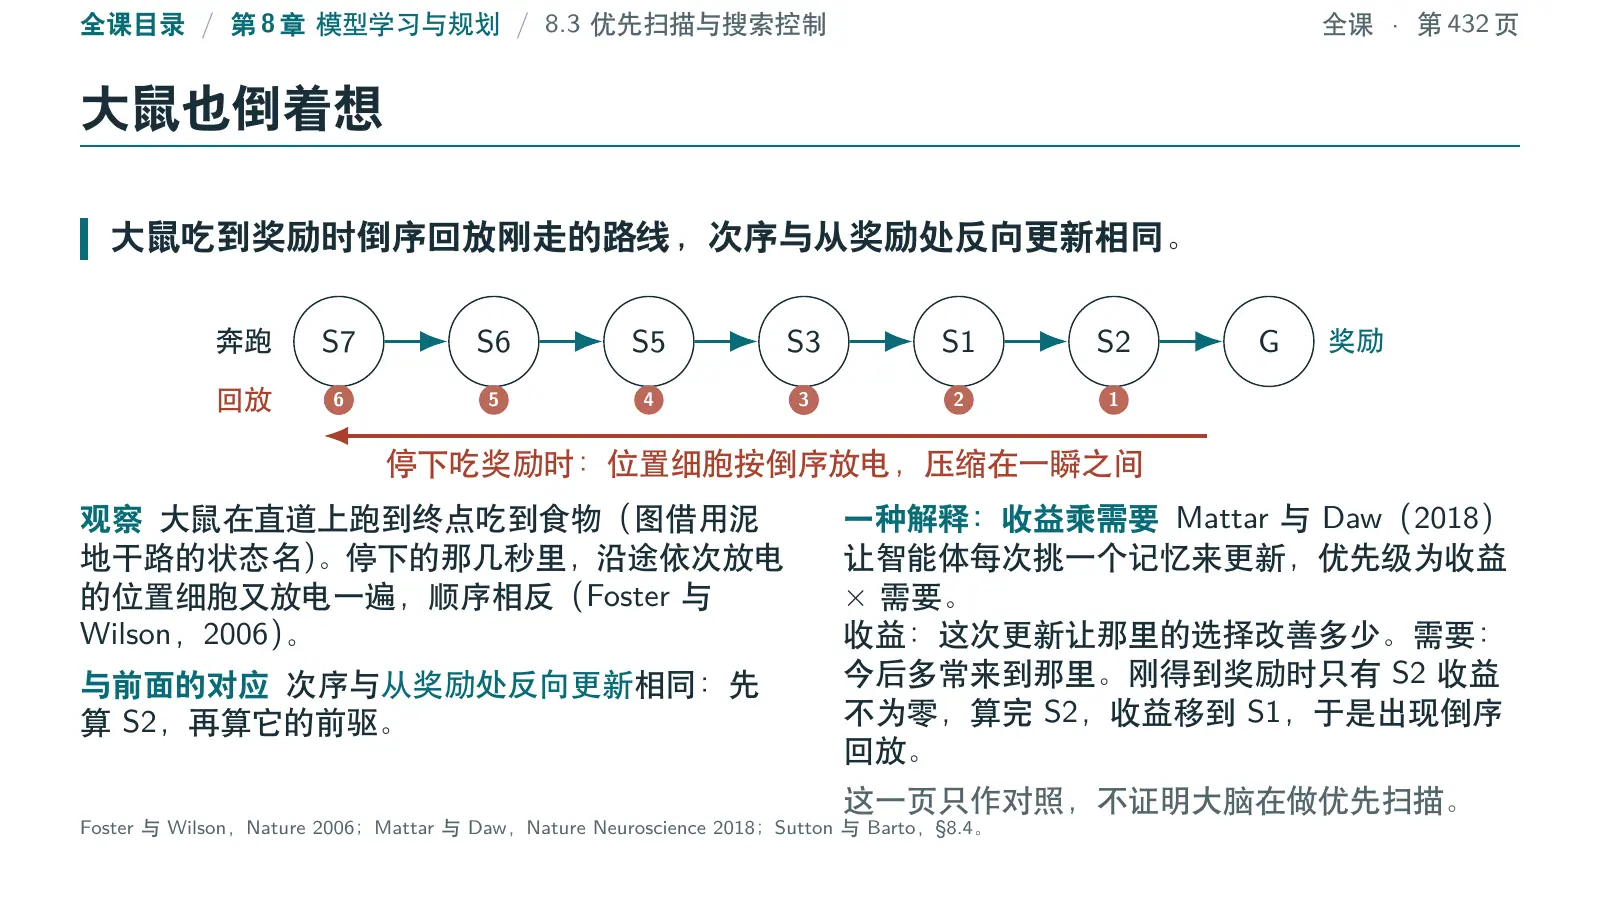 全课目录 / 第 8 章 模型学习与规划 / 8.3 优先扫描与搜索控制
全课 · 第 432 页
大鼠也倒着想
大鼠吃到奖励时倒序回放刚走的路线，次序与从奖励处反向更新相同。
奔跑 S7 S6 S5 S3 S1 S2 G 奖励
回放 6 5 4 3 2 1
停下吃奖励时：位置细胞按倒序放电，压缩在一瞬之间
观察 大鼠在直道上跑到终点吃到食物（图借用泥
地干路的状态名）。停下的那几秒里，沿途依次放电
的位置细胞又放电一遍，顺序相反（Foster 与
Wilson，2006）。
与前面的对应 次序与从奖励处反向更新相同：先
算 S2，再算它的前驱。
一种解释：收益乘需要 Mattar 与 Daw（2018）
让智能体每次挑一个记忆来更新，优先级为收益
× 需要。
收益：这次更新让那里的选择改善多少。需要：
今后多常来到那里。刚得到奖励时只有 S2 收益
不为零，算完 S2，收益移到 S1，于是出现倒序
回放。
这一页只作对照，不证明大脑在做优先扫描。
Foster 与 Wilson，Nature 2006；Mattar 与 Daw，Nature Neuroscience 2018；Sutton 与 Barto，§8.4。